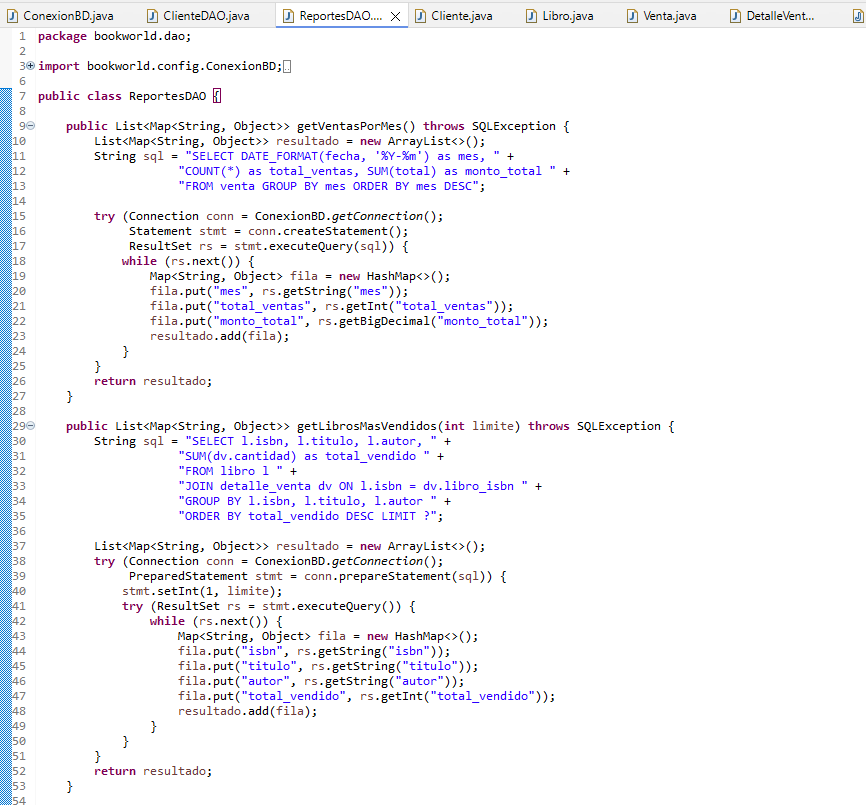 ConexionBD.java ClienteDAO.java ReportesDAO.... Cliente.java Libro.java Venta.java DetalleVent...
1 package bookworld.dao;
2
3 import bookworld.config.ConexionBD;
6
7 public class ReportesDAO {
8
9     public List<Map<String, Object>> getVentasPorMes() throws SQLException {
10         List<Map<String, Object>> resultado = new ArrayList<>();
11         String sql = "SELECT DATE_FORMAT(fecha, '%Y-%m') as mes, " +
12                     "COUNT(*) as total_ventas, SUM(total) as monto_total " +
13                     "FROM venta GROUP BY mes ORDER BY mes DESC";
14
15         try (Connection conn = ConexionBD.getConnection();
16              Statement stmt = conn.createStatement();
17              ResultSet rs = stmt.executeQuery(sql)) {
18             while (rs.next()) {
19                 Map<String, Object> fila = new HashMap<>();
20                 fila.put("mes", rs.getString("mes"));
21                 fila.put("total_ventas", rs.getInt("total_ventas"));
22                 fila.put("monto_total", rs.getBigDecimal("monto_total"));
23                 resultado.add(fila);
24             }
25         }
26         return resultado;
27     }
28
29     public List<Map<String, Object>> getLibrosMasVendidos(int limite) throws SQLException {
30         String sql = "SELECT l.isbn, l.titulo, l.autor, " +
31                     "SUM(dv.cantidad) as total_vendido " +
32                     "FROM libro l " +
33                     "JOIN detalle_venta dv ON l.isbn = dv.libro_isbn " +
34                     "GROUP BY l.isbn, l.titulo, l.autor " +
35                     "ORDER BY total_vendido DESC LIMIT ?";
36
37         List<Map<String, Object>> resultado = new ArrayList<>();
38         try (Connection conn = ConexionBD.getConnection();
39              PreparedStatement stmt = conn.prepareStatement(sql)) {
40             stmt.setInt(1, limite);
41             try (ResultSet rs = stmt.executeQuery()) {
42                 while (rs.next()) {
43                     Map<String, Object> fila = new HashMap<>();
44                     fila.put("isbn", rs.getString("isbn"));
45                     fila.put("titulo", rs.getString("titulo"));
46                     fila.put("autor", rs.getString("autor"));
47                     fila.put("total_vendido", rs.getInt("total_vendido"));
48                     resultado.add(fila);
49                 }
50             }
51         }
52         return resultado;
53     }
54